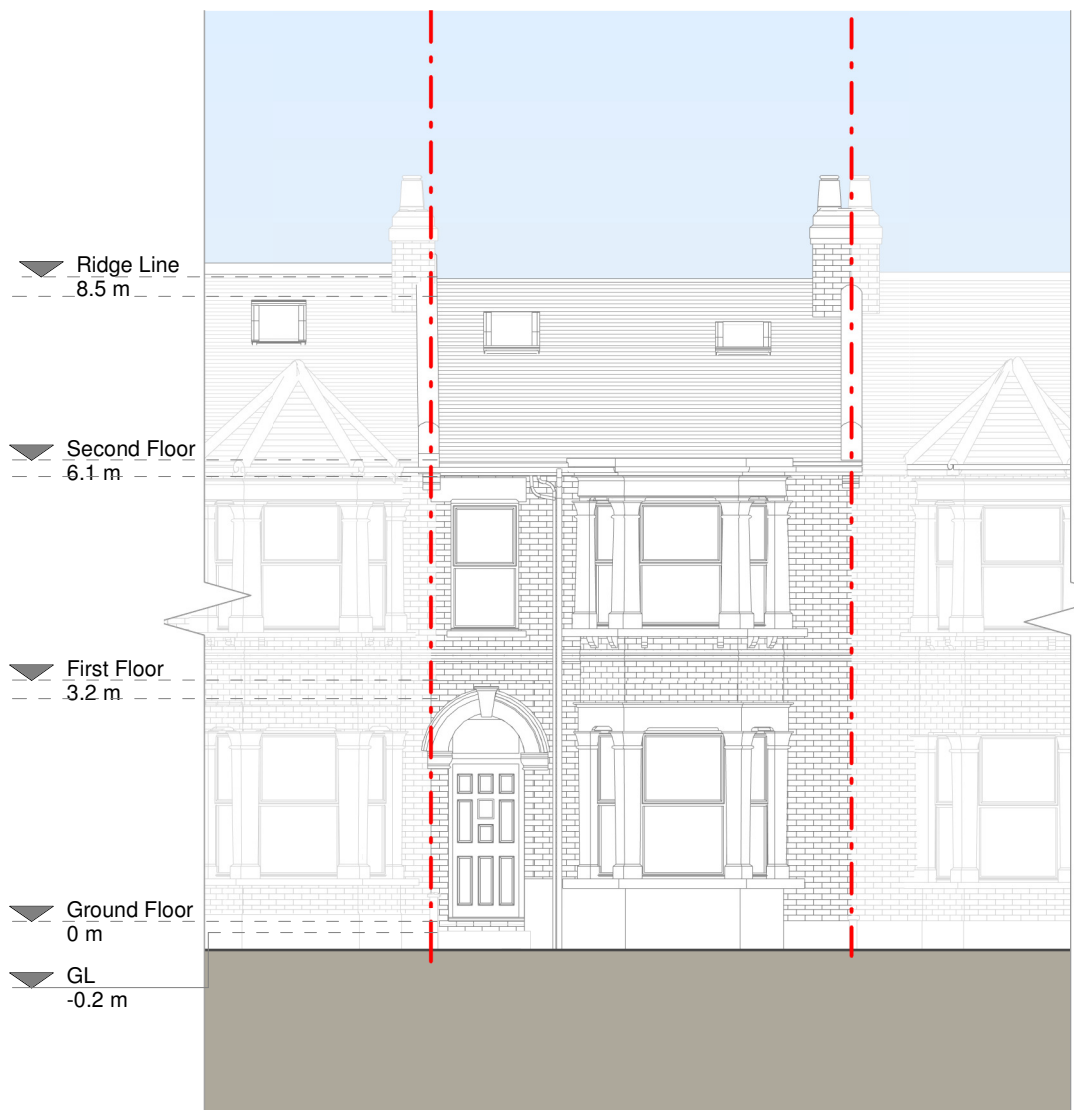 Ridge Line
8.5 m
Second Floor
6.1 m
First Floor
3.2 m
Ground Floor
0 m
GL
-0.2 m